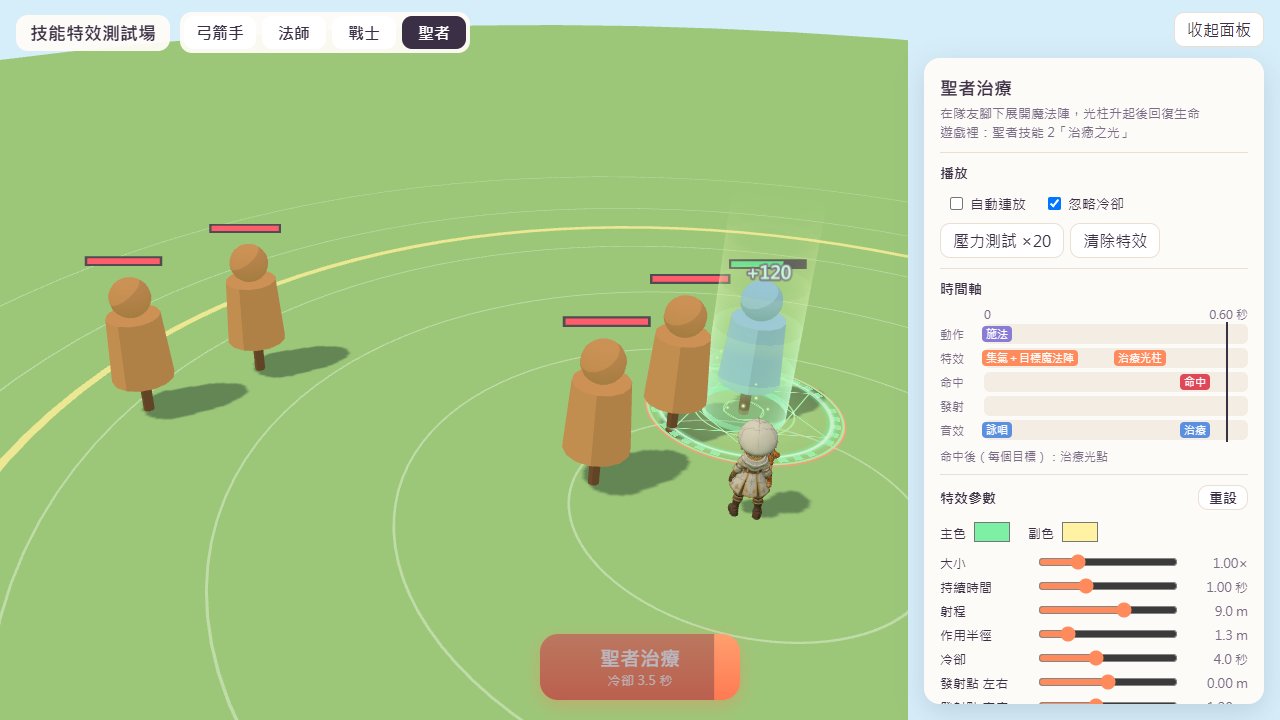 技能特效測試場
弓箭手
法師
戰士
聖者
收起面板
聖者治療
在隊友腳下展開魔法陣，光柱升起後回復生命
遊戲裡：聖者技能 2「治癒之光」
播放
自動連放
忽略冷卻
壓力測試 ×20
清除特效
時間軸
0
0.60 秒
動作
施法
特效
集氣＋目標魔法陣
治療光柱
命中
命中
發射
音效
詠唱
治療
命中後（每個目標）：治療光點
特效參數
重設
主色
副色
大小
1.00×
持續時間
1.00 秒
射程
9.0 m
作用半徑
1.3 m
冷卻
4.0 秒
發射點 左右
0.00 m
+120
聖者治療
冷卻 3.5 秒